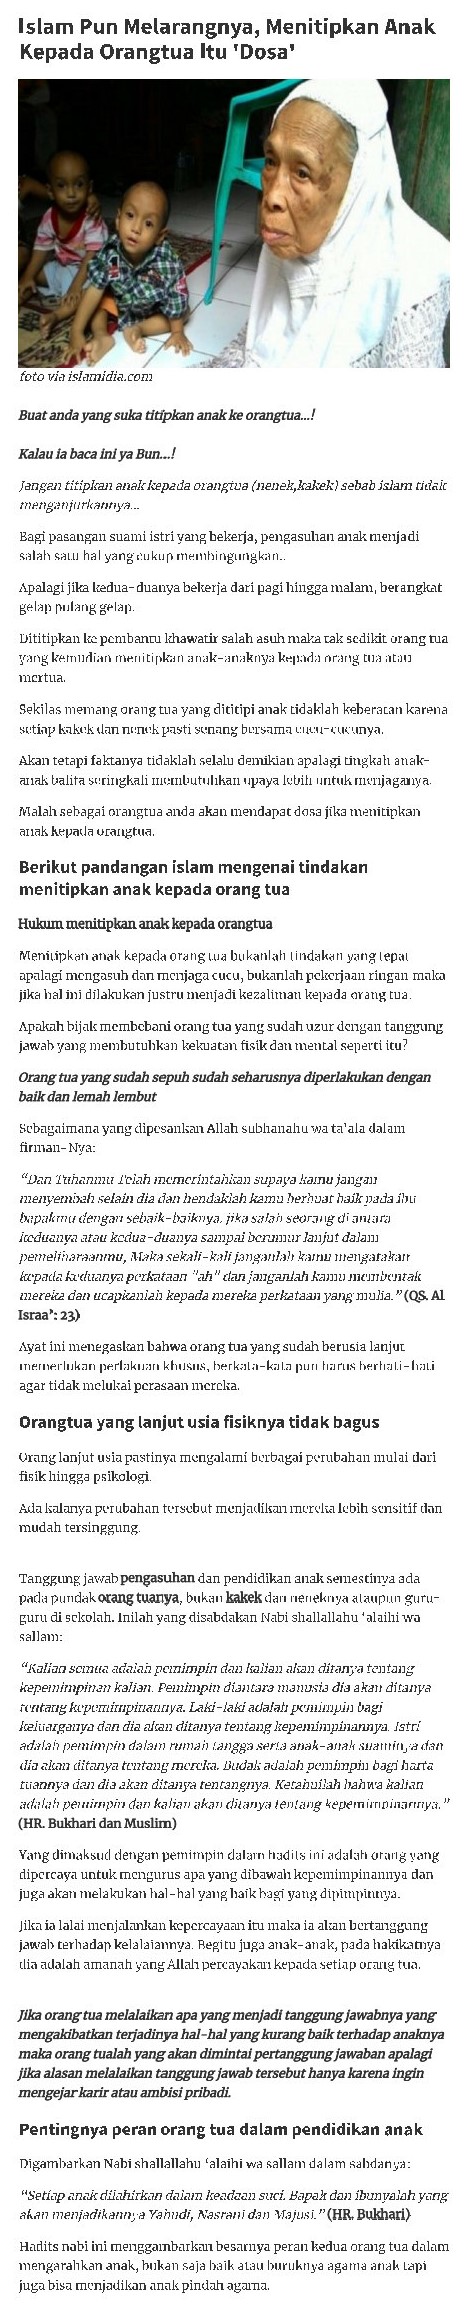 Islam Pun Melarangnya, Menitipkan Anak
Kepada Orangtua Itu 'Dosa'
foto via islamidia.com
Buat anda yang suka titipkan anak ke orangtua...!
Kalau ia baca ini ya Bun...!
Jangan titipkan anak kepada orangtua (nenek,kakek) sebab islam tidak
menganjurkannya...
Bagi pasangan suami istri yang bekerja, pengasuhan anak menjadi
salah satu hal yang cukup membingungkan..
Apalagi jika kedua-duanya bekerja dari pagi hingga malam, berangkat
gelap pulang gelap.
Dititipkan ke pembantu khawatir salah asuh maka tak sedikit orang tua
yang kemudian menitipkan anak-anaknya kepada orang tua atau
mertua.
Sekilas memang orang tua yang dititipi anak tidaklah keberatan karena
setiap kakek dan nenek pasti senang bersama cucu-cucunya.
Akan tetapi faktanya tidaklah selalu demikian apalagi tingkah anak-
anak balita seringkali membutuhkan upaya lebih untuk menjaganya.
Malah sebagai orangtua anda akan mendapat dosa jika menitipkan
anak kepada orangtua.
Berikut pandangan islam mengenai tindakan
menitipkan anak kepada orang tua
Hukum menitipkan anak kepada orangtua
Menitipkan anak kepada orang tua bukanlah tindakan yang tepat
apalagi mengasuh dan menjaga cucu, bukanlah pekerjaan ringan maka
jika hal ini dilakukan justru menjadi kezaliman kepada orang tua.
Apakah bijak membebani orang tua yang sudah uzur dengan tanggung
jawab yang membutuhkan kekuatan fisik dan mental seperti itu?
Orang tua yang sudah sepuh sudah seharusnya diperlakukan dengan
baik dan lemah lembut
Sebagaimana yang dipesankan Allah subhanahu wa ta'ala dalam
firman-Nya:
“Dan Tuhanmu Telah memerintahkan supaya kamu jangan
menyembah selain dia dan hendaklah kamu berbuat baik pada ibu
bapakmu dengan sebaik-baiknya. jika salah seorang di antara
keduanya atau kedua-duanya sampai berumur lanjut dalam
pemeliharaanmu, Maka sekali-kali janganlah kamu mengatakan
kepada keduanya perkataan "ah" dan janganlah kamu membentak
mereka dan ucapkanlah kepada mereka perkataan yang mulia.” (QS. Al
Israa’: 23)
Ayat ini menegaskan bahwa orang tua yang sudah berusia lanjut
memerlukan perlakuan khusus, berkata-kata pun harus berhati-hati
agar tidak melukai perasaan mereka.
Orangtua yang lanjut usia fisiknya tidak bagus
Orang lanjut usia pastinya mengalami berbagai perubahan mulai dari
fisik hingga psikologi.
Ada kalanya perubahan tersebut menjadikan mereka lebih sensitif dan
mudah tersinggung.
Tanggung jawab pengasuhan dan pendidikan anak semestinya ada
pada pundak orang tuanya, bukan kakek dan neneknya ataupun guru-
guru di sekolah. Inilah yang disabdakan Nabi shallallahu ‘alaihi wa
sallam:
“Kalian semua adalah pemimpin dan kalian akan ditanya tentang
kepemimpinan kalian. Pemimpin diantara manusia dia akan ditanya
tentang kepemimpinannya. Laki-laki adalah pemimpin bagi
keluarganya dan dia akan ditanya tentang kepemimpinannya. Istri
adalah pemimpin dalam rumah tangga serta anak-anak suaminya dan
dia akan ditanya tentang mereka. Budak adalah pemimpin bagi harta
tuannya dan dia akan ditanya tentangnya. Ketahuilah bahwa kalian
adalah pemimpin dan kalian akan ditanya tentang kepemimpinannya.”
(HR. Bukhari dan Muslim)
Yang dimaksud dengan pemimpin dalam hadits ini adalah orang yang
dipercaya untuk mengurus apa yang dibawah kepemimpinannya dan
juga akan melakukan hal-hal yang baik bagi yang dipimpinnya.
Jika ia lalai menjalankan kepercayaan itu maka ia akan bertanggung
jawab terhadap kelalaiannya. Begitu juga anak-anak, pada hakikatnya
dia adalah amanah yang Allah percayakan kepada setiap orang tua.
Jika orang tua melalaikan apa yang menjadi tanggung jawabnya yang
mengakibatkan terjadinya hal-hal yang kurang baik terhadap anaknya
maka orang tualah yang akan dimintai pertanggung jawaban apalagi
jika alasan melalaikan tanggung jawab tersebut hanya karena ingin
mengejar karir atau ambisi pribadi.
Pentingnya peran orang tua dalam pendidikan anak
Digambarkan Nabi shallallahu ‘alaihi wa sallam dalam sabdanya:
“Setiap anak dilahirkan dalam keadaan suci. Bapak dan ibunyalah yang
akan menjadikannya Yahudi, Nasrani dan Majusi.” (HR. Bukhari)
Hadits nabi ini menggambarkan besarnya peran kedua orang tua dalam
mengarahkan anak, bukan saja baik atau buruknya agama anak tapi
juga bisa menjadikan anak pindah agama.